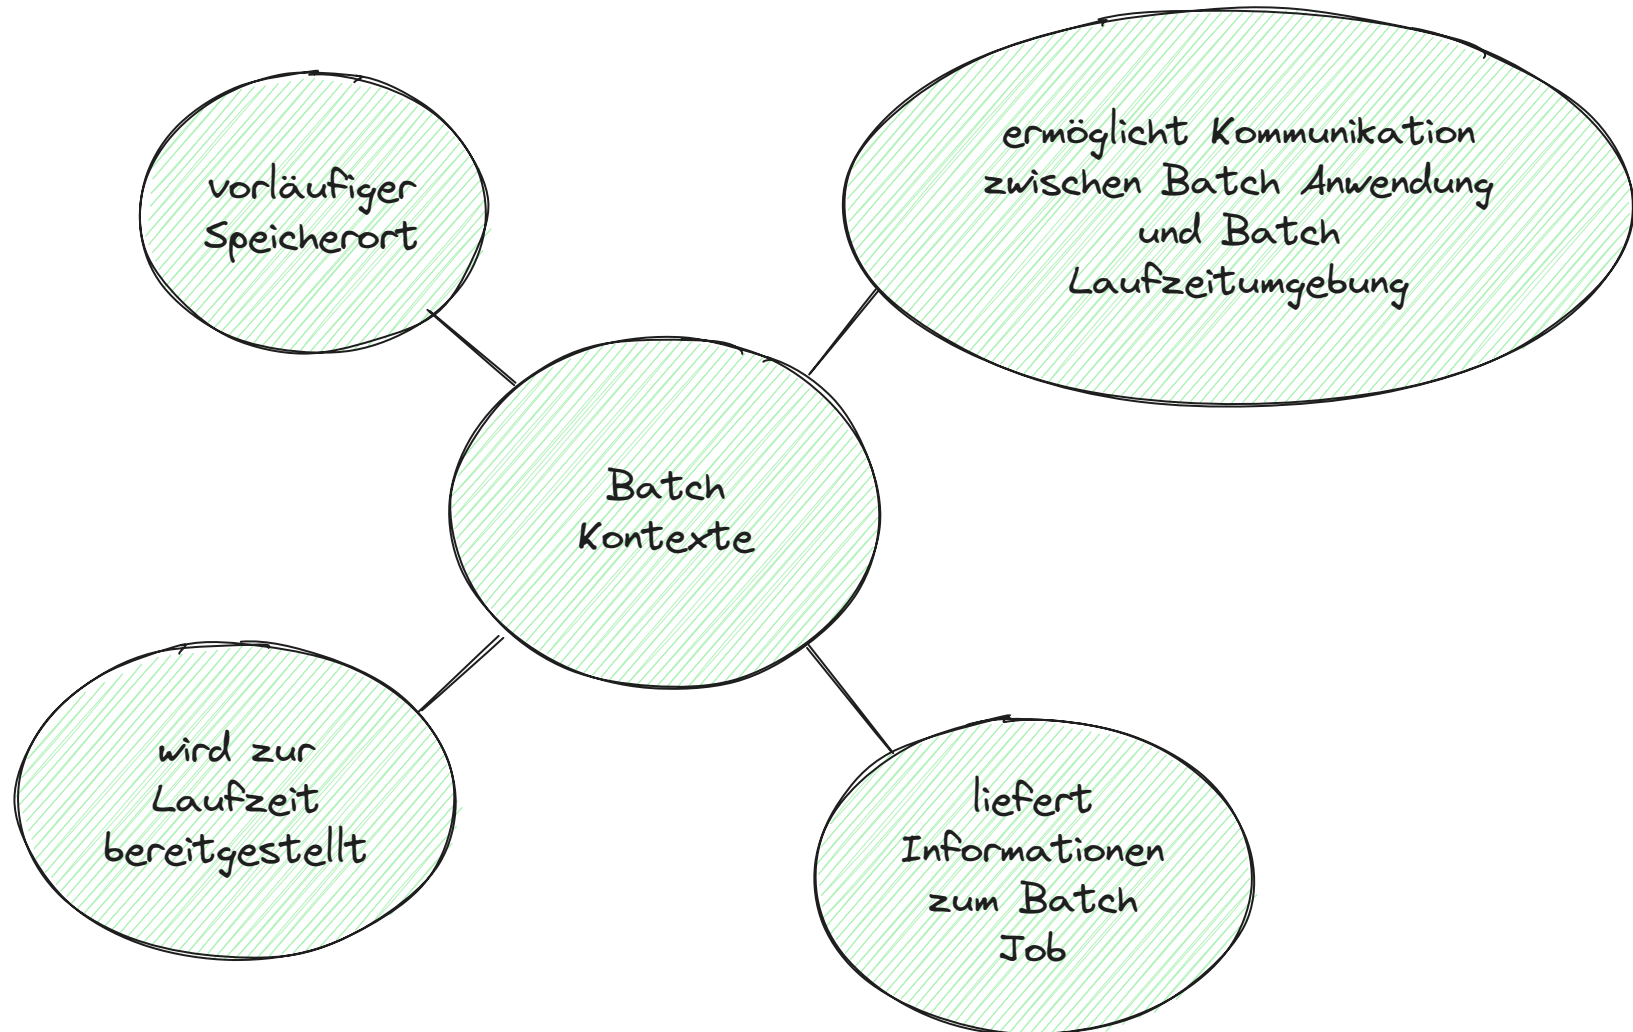 vorläufiger
Speicherort
ermöglicht Kommunikation
zwischen Batch Anwendung
und Batch
Laufzeitumgebung
Batch
Kontexte
wird zur
Laufzeit
bereitgestellt
liefert
Informationen
zum Batch
Job